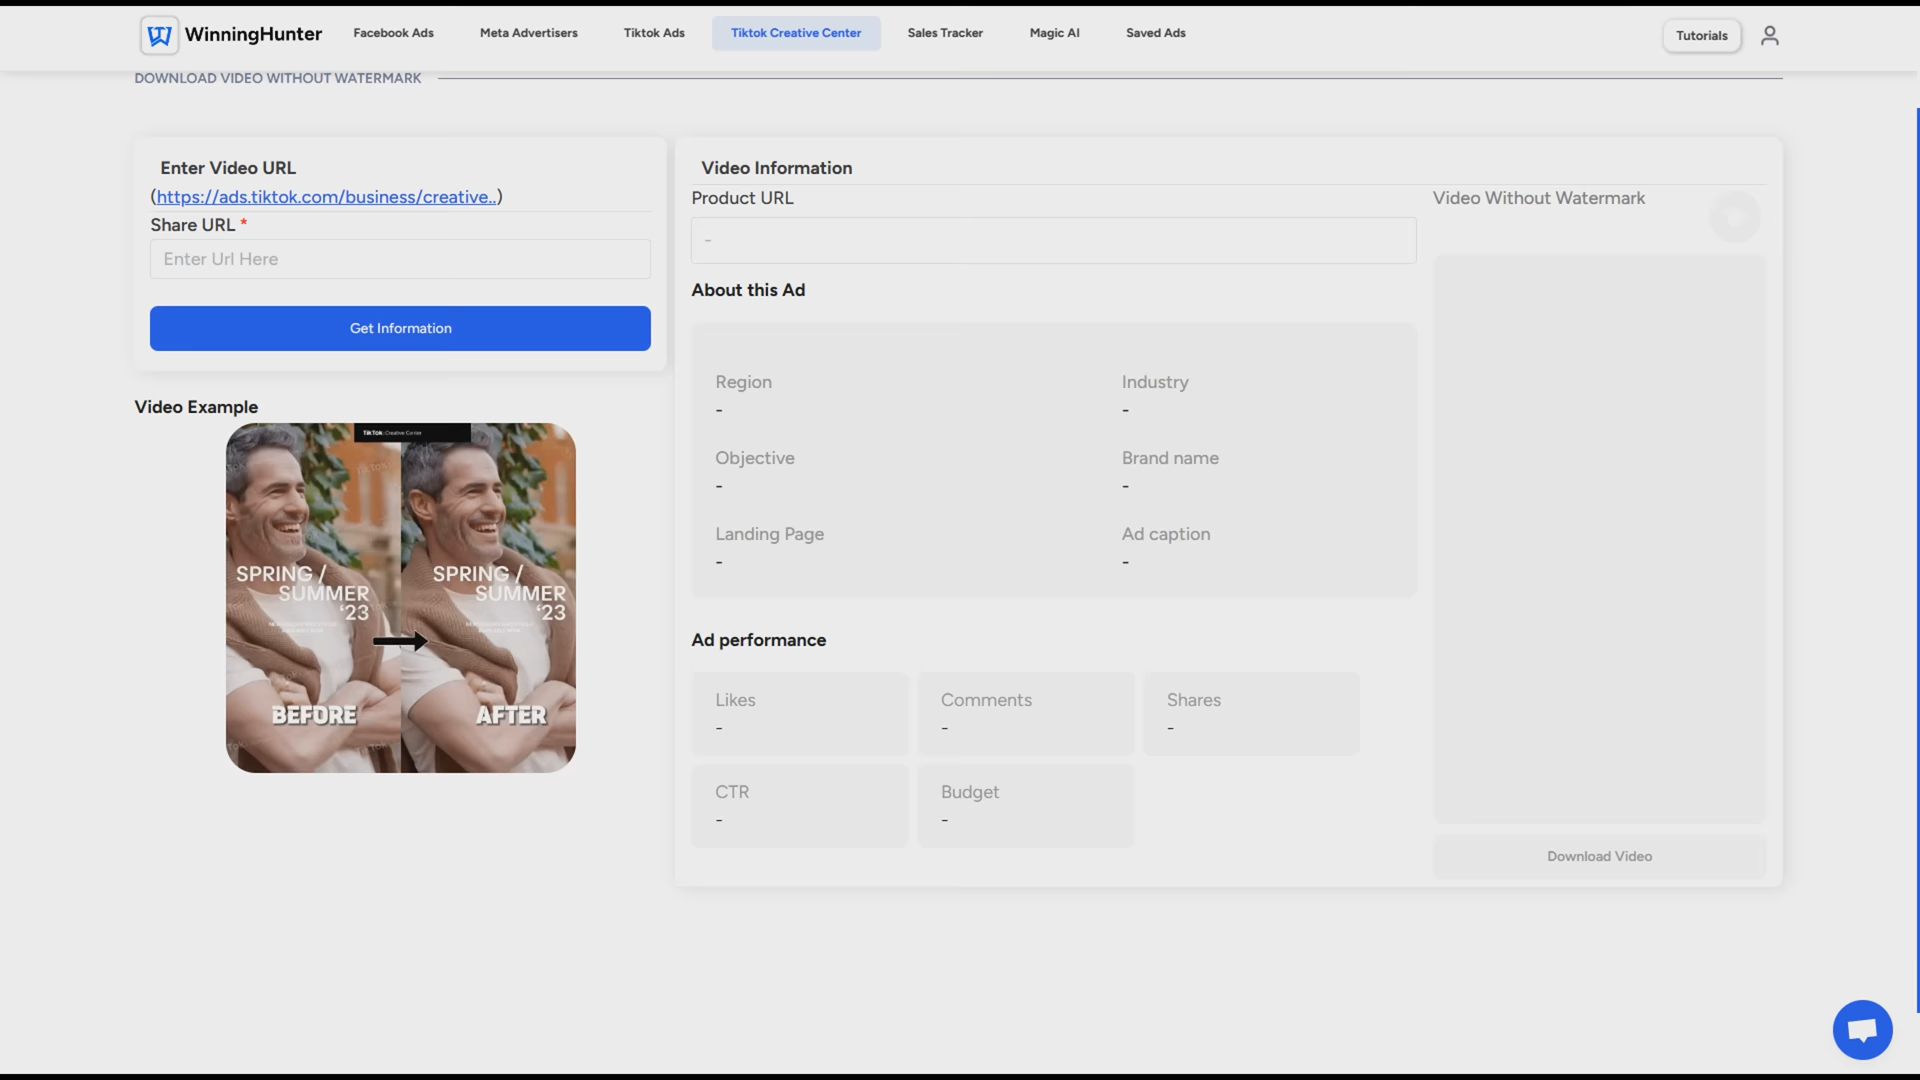 WinningHunter
Facebook Ads
Meta Advertisers
Tiktok Ads
Tiktok Creative Center
Sales Tracker
Magic AI
Saved Ads
Tutorials
DOWNLOAD VIDEO WITHOUT WATERMARK
Enter Video URL
(https://ads.tiktok.com/business/creative..)
Share URL *
Enter Url Here
Get Information
Video Example
TikTok: Creative Center
SPRING /
SUMMER
'23
BEFORE
SPRING /
SUMMER
'23
AFTER
Video Information
Product URL
-
About this Ad
Region
-
Industry
-
Objective
-
Brand name
-
Landing Page
-
Ad caption
-
Ad performance
Likes
-
Comments
-
Shares
-
CTR
-
Budget
-
Video Without Watermark
Download Video